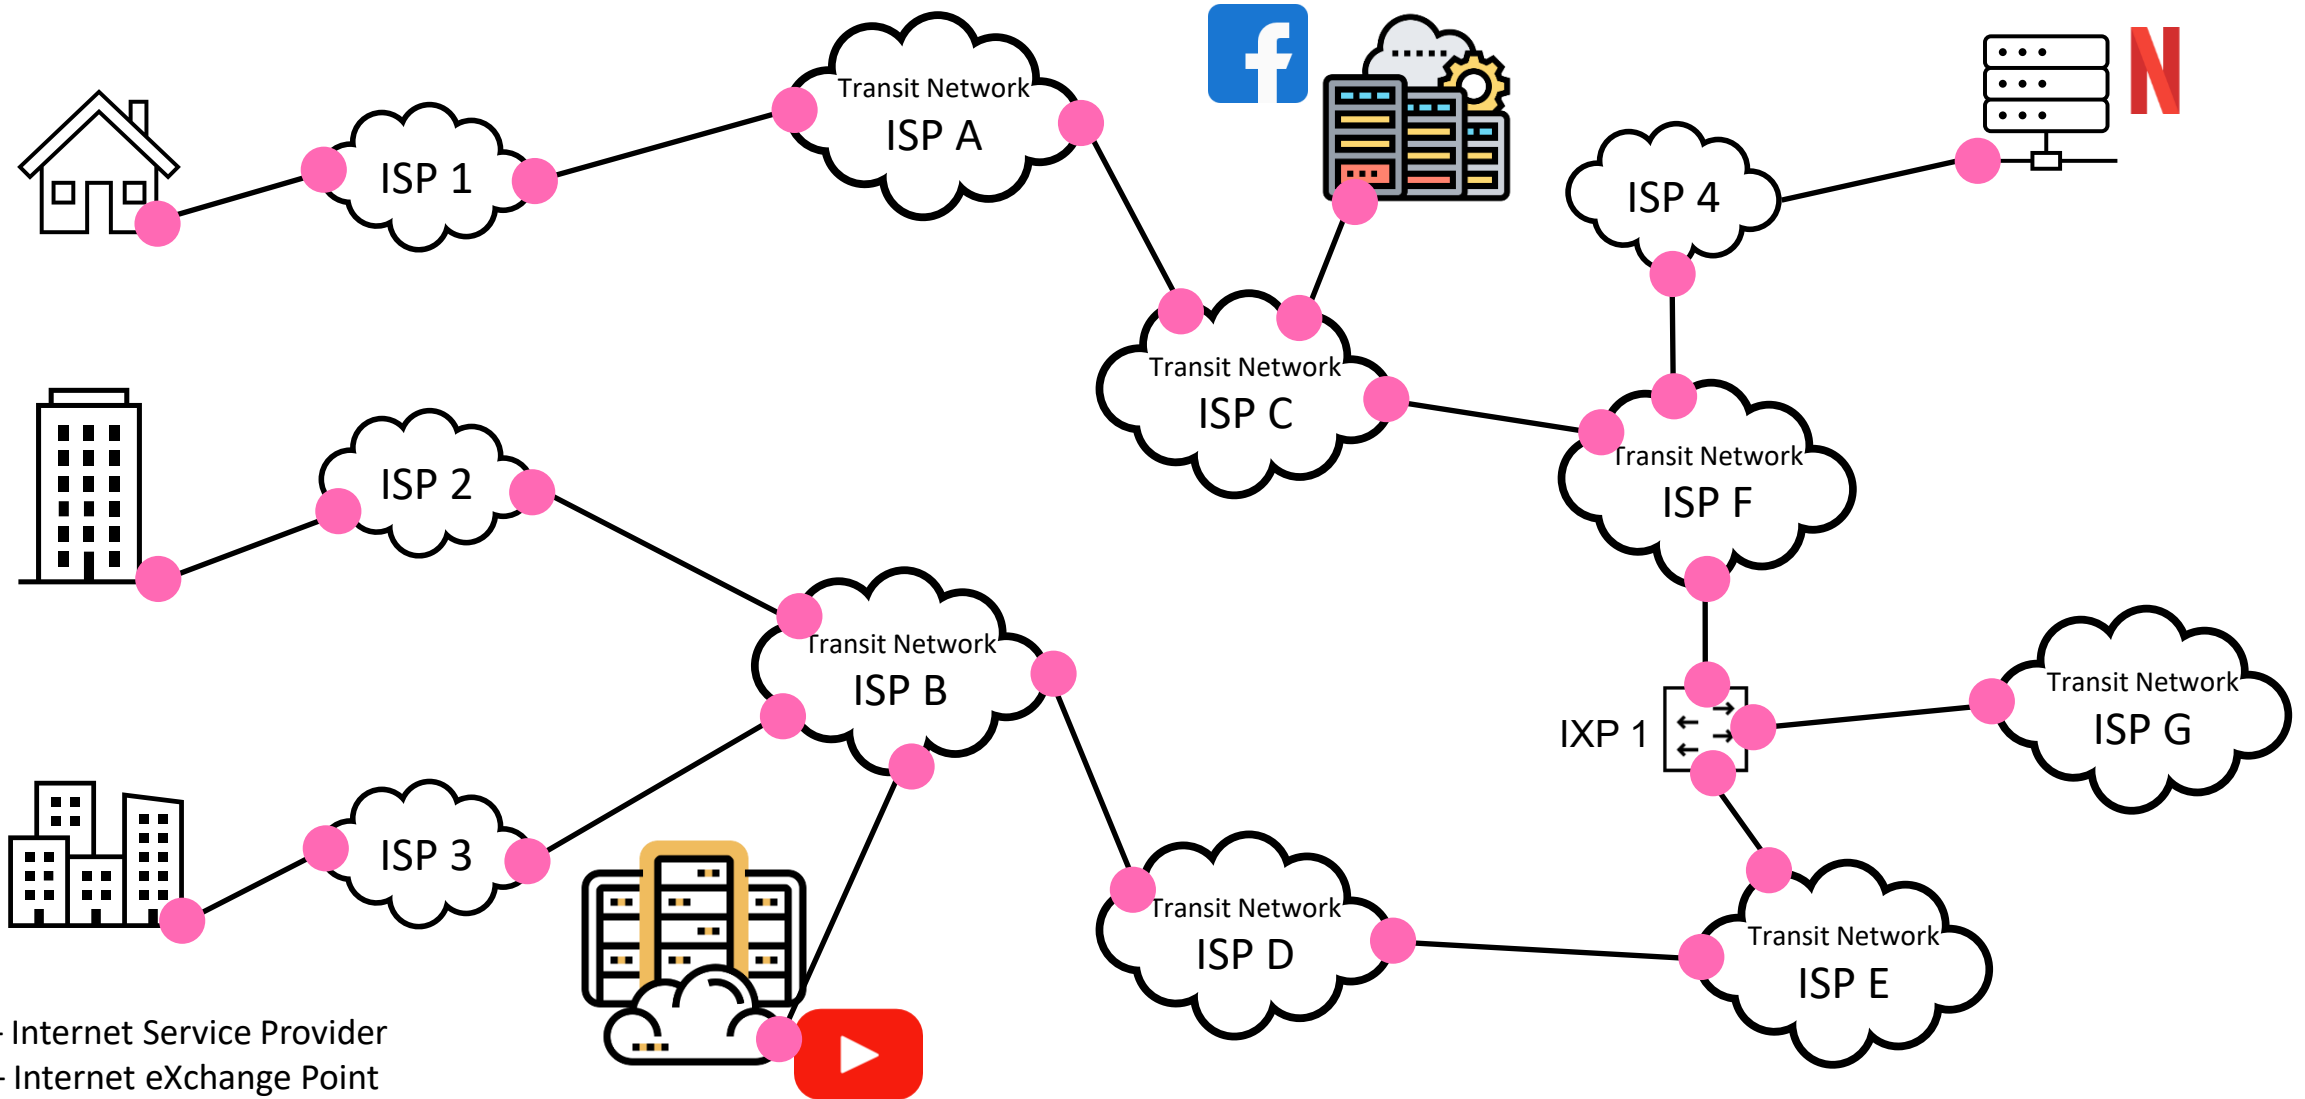 Transit Network
ISP A
ISP 1
ISP 4
Transit Network
ISP C
Transit Network
ISP F
ISP 2
Transit Network
ISP B
Transit Network
ISP G
IXP 1
ISP 3
Transit Network
ISP D
Transit Network
ISP E
- Internet Service Provider
- Internet eXchange Point